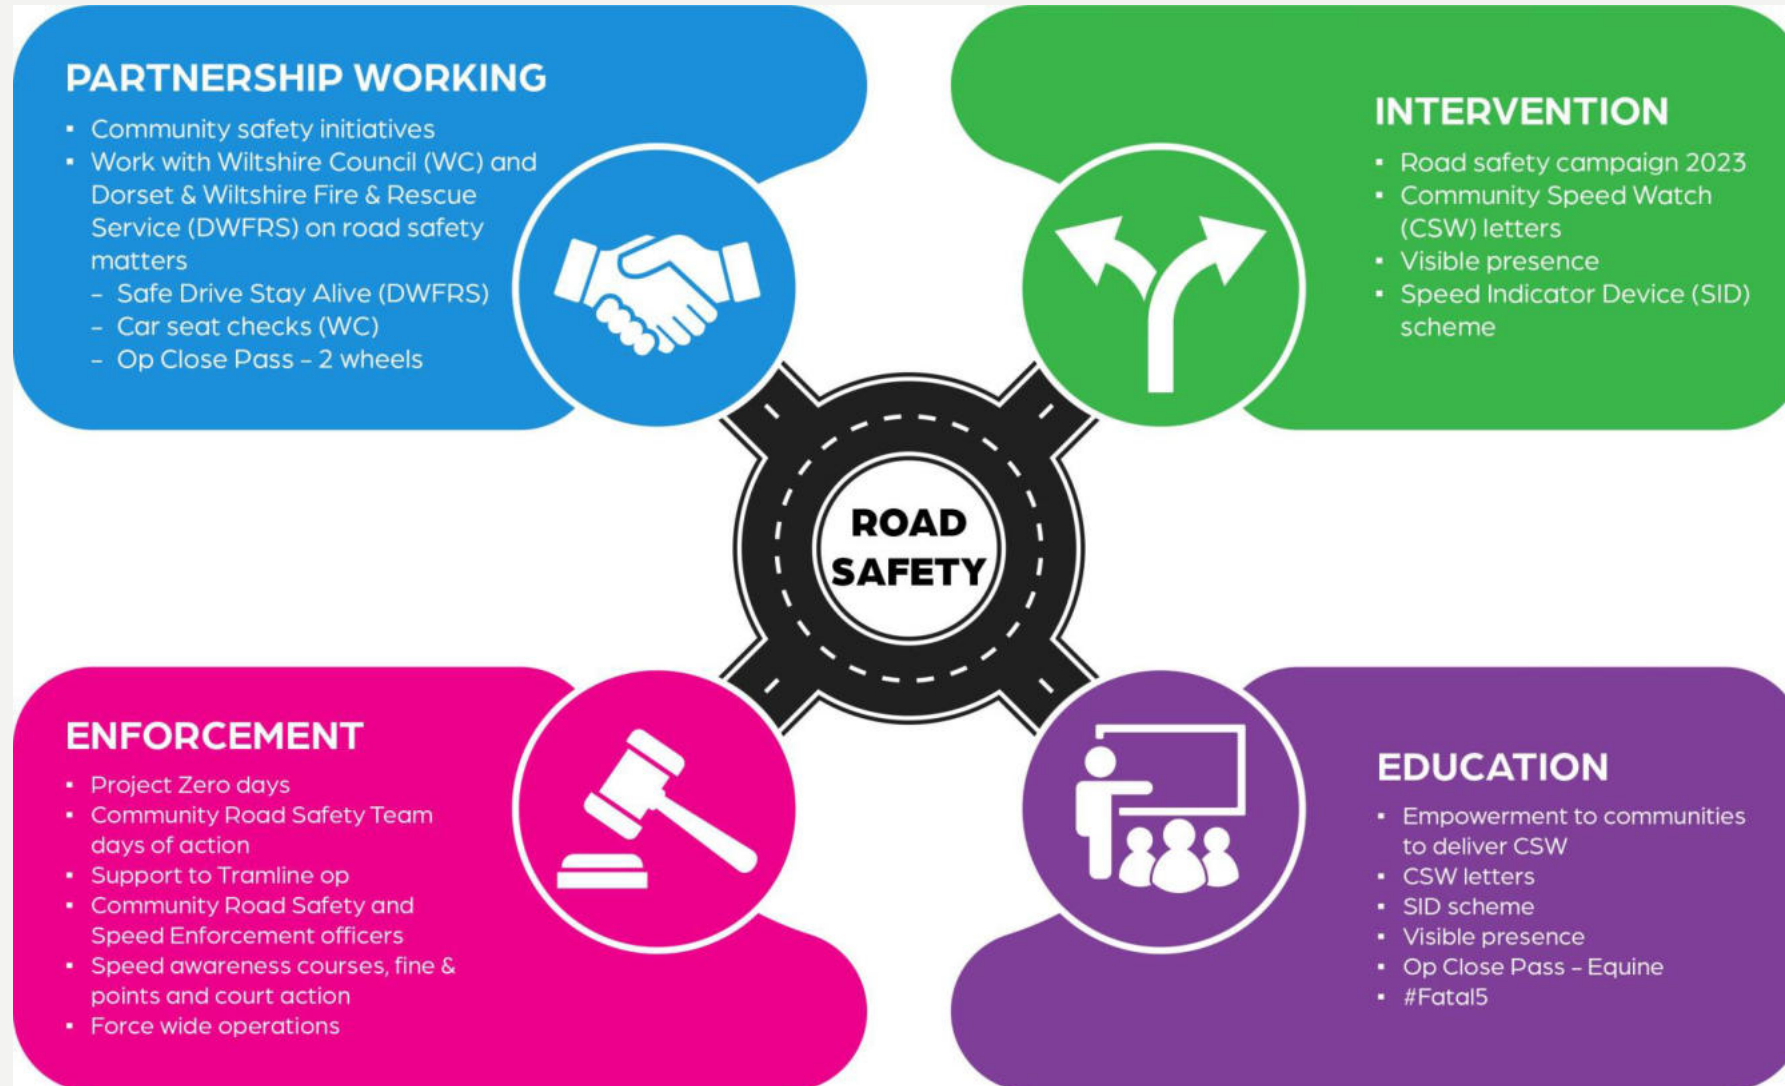 PARTNERSHIP WORKING
▪ Community safety initiatives
▪ Work with Wiltshire Council (WC) and
Dorset & Wiltshire Fire & Rescue
Service (DWFRS) on road safety
matters
– Safe Drive Stay Alive (DWFRS)
– Car seat checks (WC)
– Op Close Pass – 2 wheels
INTERVENTION
▪ Road safety campaign 2023
▪ Community Speed Watch
(CSW) letters
▪ Visible presence
▪ Speed Indicator Device (SID)
scheme
ROAD
SAFETY
ENFORCEMENT
▪ Project Zero days
▪ Community Road Safety Team
days of action
▪ Support to Tramline op
▪ Community Road Safety and
Speed Enforcement officers
▪ Speed awareness courses, fine &
points and court action
▪ Force wide operations
EDUCATION
▪ Empowerment to communities
to deliver CSW
▪ CSW letters
▪ SID scheme
▪ Visible presence
▪ Op Close Pass – Equine
▪ #Fatal5